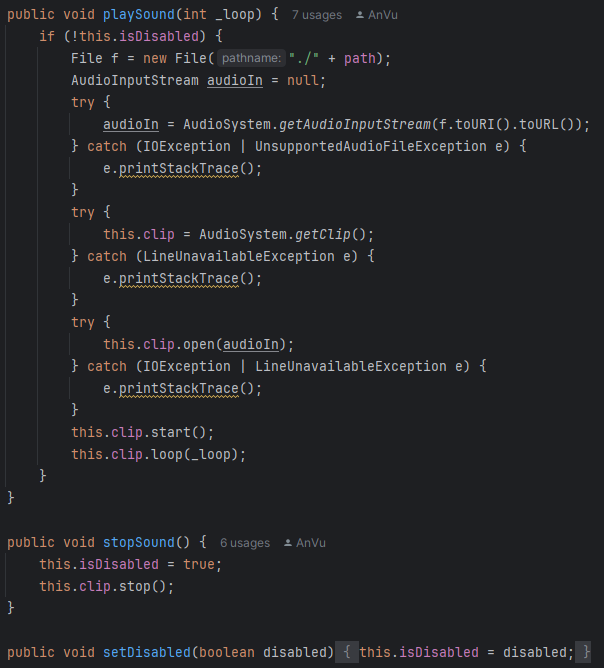 public void playSound(int _loop) { 7 usages AnVu
    if (!this.isDisabled) {
        File f = new File( pathname: "./" + path);
        AudioInputStream audioIn = null;
        try {
            audioIn = AudioSystem.getAudioInputStream(f.toURI().toURL());
        } catch (IOException | UnsupportedAudioFileException e) {
            e.printStackTrace();
        }
        try {
            this.clip = AudioSystem.getClip();
        } catch (LineUnavailableException e) {
            e.printStackTrace();
        }
        try {
            this.clip.open(audioIn);
        } catch (IOException | LineUnavailableException e) {
            e.printStackTrace();
        }
        this.clip.start();
        this.clip.loop(_loop);
    }
}
public void stopSound() { 6 usages AnVu
    this.isDisabled = true;
    this.clip.stop();
}
public void setDisabled(boolean disabled) { this.isDisabled = disabled; }